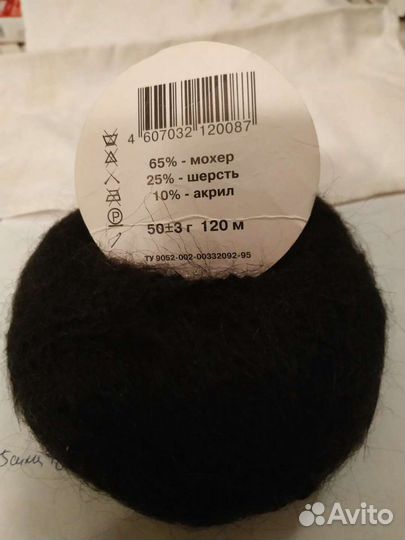 4 607032 120087
65% - мохер
25% - шерсть
10% - акрил
50±3 г 120 м
ТУ 9052-002-00332092-95
Avito